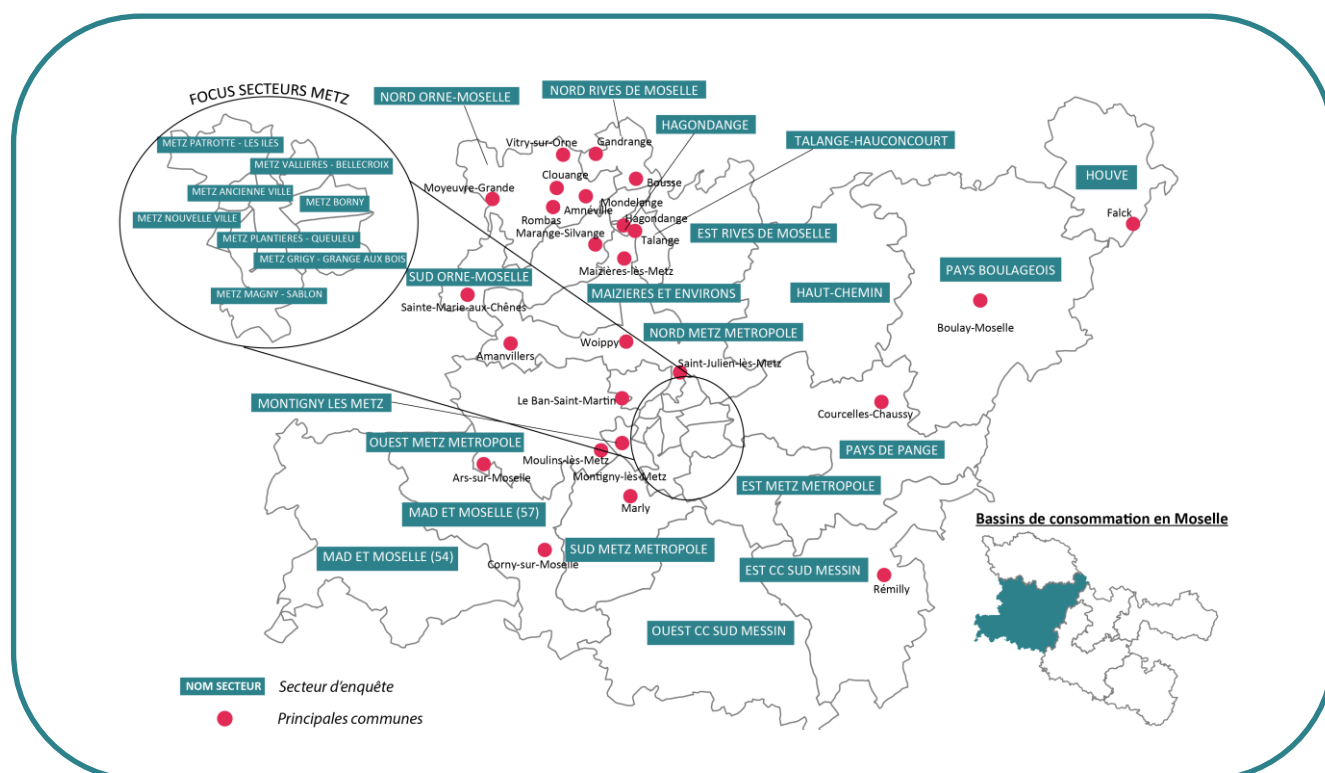 FOCUS SECTEURS METZ
METZ PATROTTE - LES ILES
METZ VALLIERES - BELLECROIX
METZ ANCIENNE VILLE
METZ BORNY
METZ NOUVELLE VILLE
METZ PLANTIERES - QUEULEU
METZ GRIGY - GRANGE AUX BOIS
METZ MAGNY - SABLON
NORD ORNE-MOSELLE
NORD RIVES DE MOSELLE
HAGONDANGE
TALANGE-HAUCONCOURT
Vitry-sur-Orne
Gandrange
Clouange
Bousse
Moyeuvre-Grande
Mondelenge
Amnéville
Rombas
Hagondange
Marange-Silvange
Talange
EST RIVES DE MOSELLE
HOUVE
Falck
Maizières-lès-Metz
PAYS BOULAGEOIS
SUD ORNE-MOSELLE
MAIZIERES ET ENVIRONS
HAUT-CHEMIN
Sainte-Marie-aux-Chênes
Boulay-Moselle
NORD METZ METROPOLE
Woippy
Amanvillers
Saint-Julien-lès-Metz
MONTIGNY LES METZ
Le Ban-Saint-Martin
Courcelles-Chaussy
OUEST METZ METROPOLE
PAYS DE PANGE
Moulins-lès-Metz
Ars-sur-Moselle
Montigny-lès-Metz
EST METZ METROPOLE
Marly
MAD ET MOSELLE (57)
Bassins de consommation en Moselle
MAD ET MOSELLE (54)
SUD METZ METROPOLE
Corny-sur-Moselle
EST CC SUD MESSIN
Rémilly
OUEST CC SUD MESSIN
NOM SECTEUR Secteur d'enquête
Principales communes